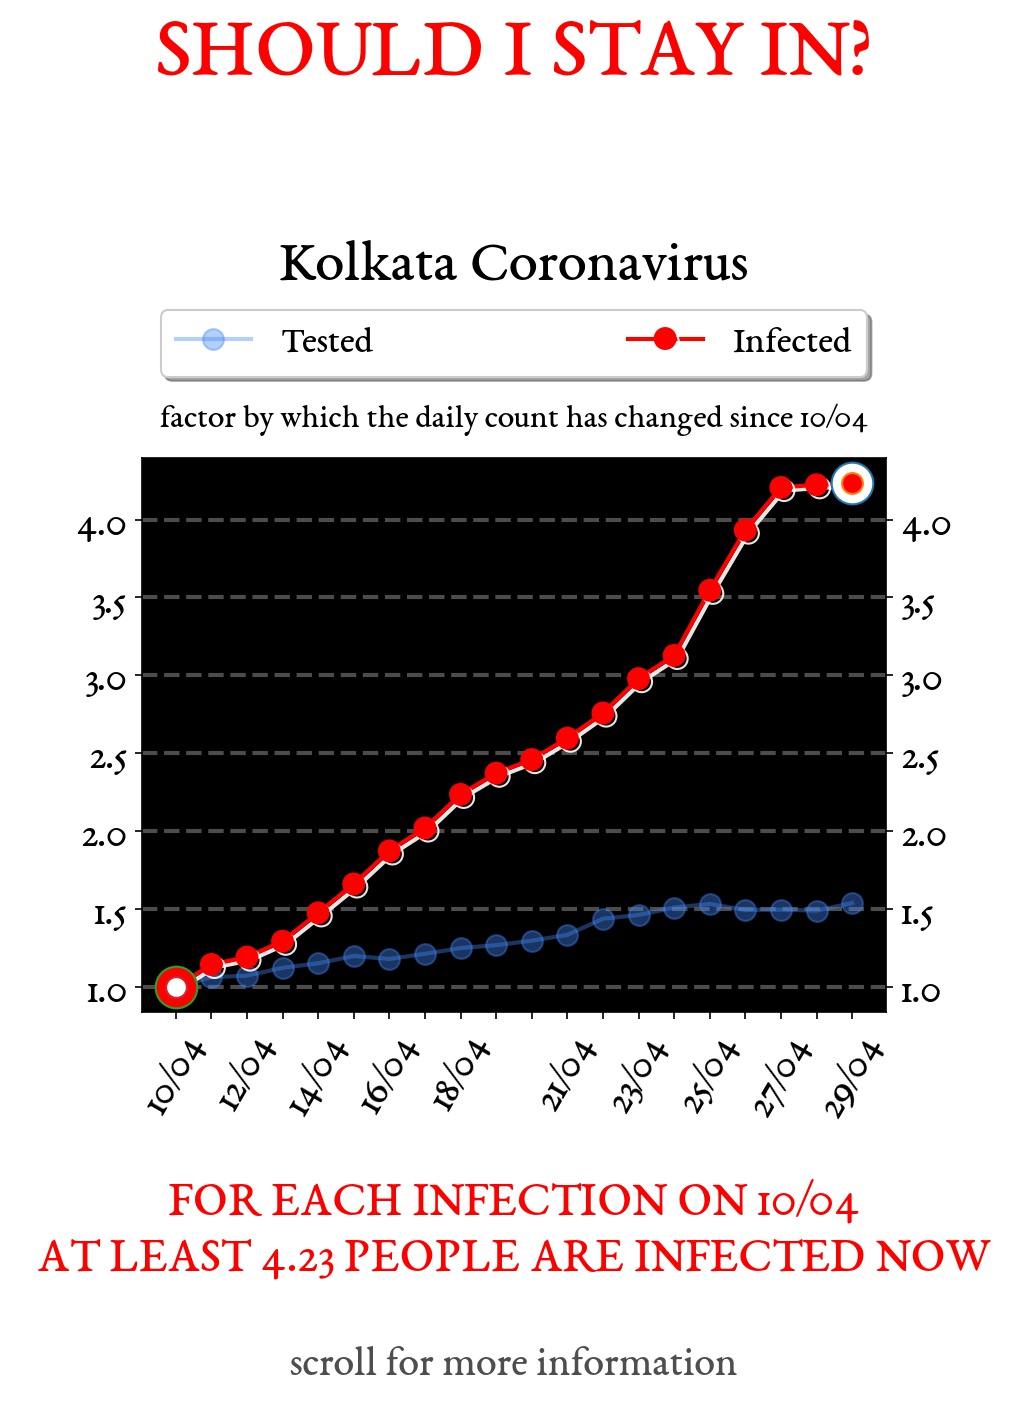 SHOULD I STAY IN?
Kolkata Coronavirus
Tested Infected
factor by which the daily count has changed since 10/04
4.0 4.0
3.5 3.5
3.0 3.0
2.5 2.5
2.0 2.0
1.5 1.5
1.0 1.0
10/04 12/04 14/04 16/04 18/04 21/04 23/04 25/04 27/04 29/04
FOR EACH INFECTION ON 10/04
AT LEAST 4.23 PEOPLE ARE INFECTED NOW
scroll for more information